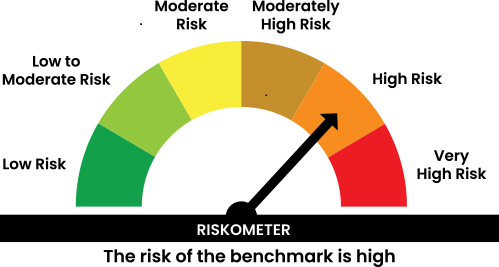 Moderate
Risk
Moderately
High Risk
Low to
Moderate Risk
High Risk
Low Risk
Very
High Risk
RISKOMETER
The risk of the benchmark is high